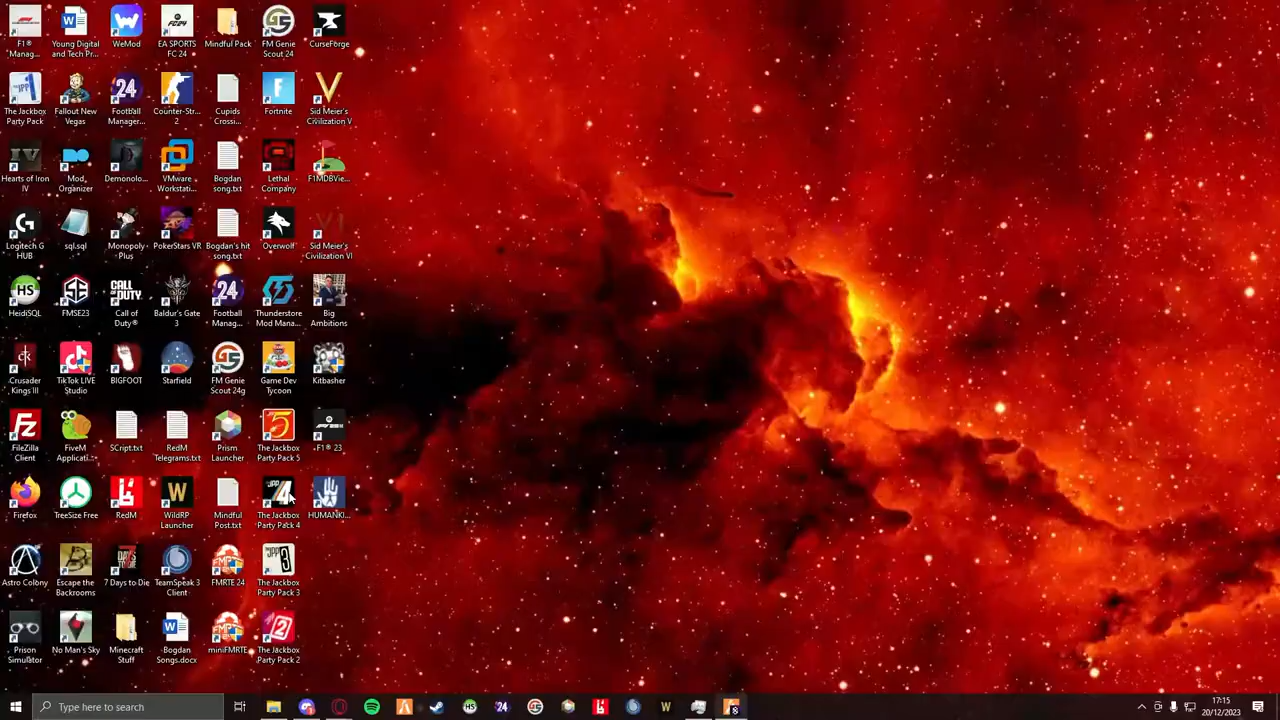 F1®
Manag...
Young Digital
and Tech Pr...
WeMod
EA SPORTS
FC 24
Mindful Pack
FM Genie
Scout 24
CurseForge
The Jackbox
Party Pack
Fallout New
Vegas
Football
Manager...
Counter-Str...
2
Cupids
Crossi...
Fortnite
Sid Meier's
Civilization V
Hearts of Iron
IV
Mod
Organizer
Demonolo...
VMware
Workstati...
Bogdan
song.txt
Lethal
Company
F1MDBVie...
Logitech G
HUB
sql.sql
Monopoly
Plus
PokerStars VR
Bogdan's hit
song.txt
Overwolf
Sid Meier's
Civilization VI
HeidiSQL
FMSE23
Call of
Duty®
Baldur's Gate
3
Football
Manag...
Thunderstore
Mod Mana...
Big
Ambitions
Crusader
Kings III
TikTok LIVE
Studio
BIGFOOT
Starfield
FM Genie
Scout 24g
Game Dev
Tycoon
Kitbasher
FileZilla
Client
FiveM
Applicati...
SCript.txt
RedM
Telegrams.txt
Prism
Launcher
The Jackbox
Party Pack 5
F1® 23
Firefox
TreeSize Free
RedM
WildRP
Launcher
Mindful
Post.txt
The Jackbox
Party Pack 4
HUMANKI...
Astro Colony
Escape the
Backrooms
7 Days to Die
TeamSpeak 3
Client
FMRTE 24
The Jackbox
Party Pack 3
Prison
Simulator
No Man's Sky
Minecraft
Stuff
Bogdan
Songs.docx
miniFMRTE
The Jackbox
Party Pack 2
Type here to search
17:15
20/12/2023